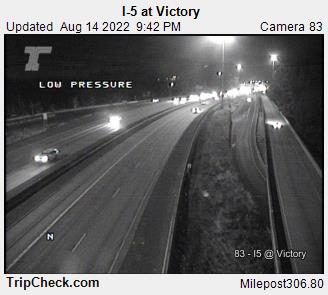 I-5 at Victory
Updated Aug 14 2022 9:42 PM Camera 83
T
LOW PRESSURE
N
83 - I5 @ Victory
TripCheck.com Milepost306.80